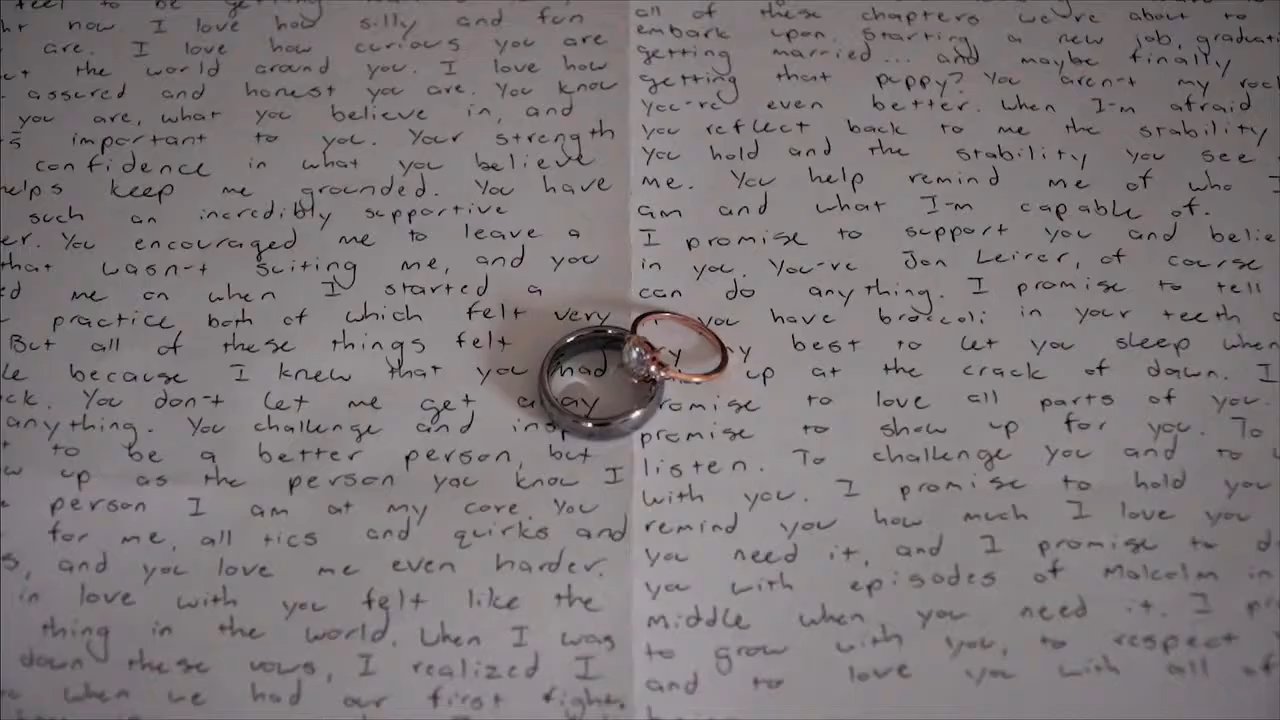 feel to be getting
now I love how silly and fun
are. I love how curious you are
the world around you. I love how
assured and honest you are. You know
you are, what you believe in, and
important to you. Your strength
confidence in what you believe
helps keep me grounded. You have
such an incredibly supportive
er. You encouraged me to leave a
that wasn't suiting me, and you
me on when I started a
practice, both of which felt very
But all of these things felt
because I knew that you had
ck. You don't let me get away
anything. You challenge and insp
to be a better person, but
up as the person you know I
person I am at my core. You
for me, all tics and quirks and
and you love me even harder.
in love with you felt like the
thing in the world. When I was
down these vows, I realized I
when we had our first fight,
all of these chapters we're about to
embark upon. Starting a new job, graduati
getting married... and maybe finally
getting that puppy? You aren't my rock
you're even better. When I'm afraid
you reflect back to me the stability
you hold and the stability you see
me. You help remind me of who I
am and what I'm capable of.
I promise to support you and belie
in you. You've Jon Leirer, of course
can do anything. I promise to tell
you have broccoli in your teeth
my best to let you sleep when
up at the crack of dawn. I
promise to love all parts of you.
promise to show up for you. To
listen. To challenge you and to
with you. I promise to hold you
remind you how much I love you
you need it, and I promise to
you with episodes of Malcolm in
middle when you need it. I
to grow with you, to respect
and to love you with all of